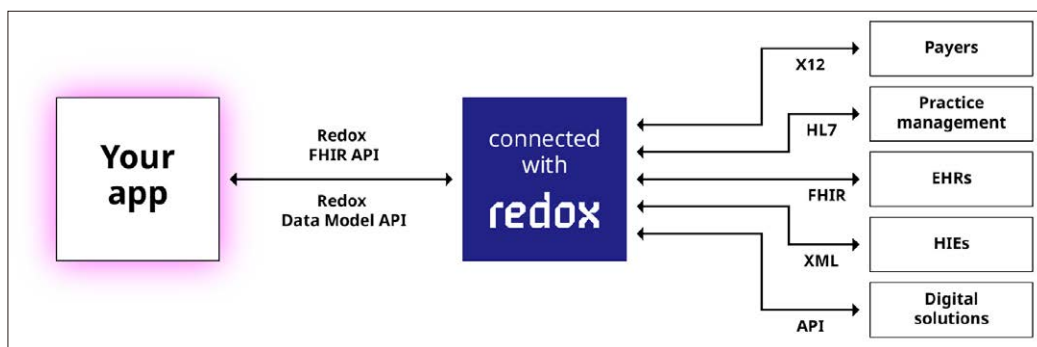 Your
app
Redox
FHIR API
Redox
Data Model API
connected
with
redox
X12
HL7
FHIR
XML
API
Payers
Practice
management
EHRs
HIEs
Digital
solutions